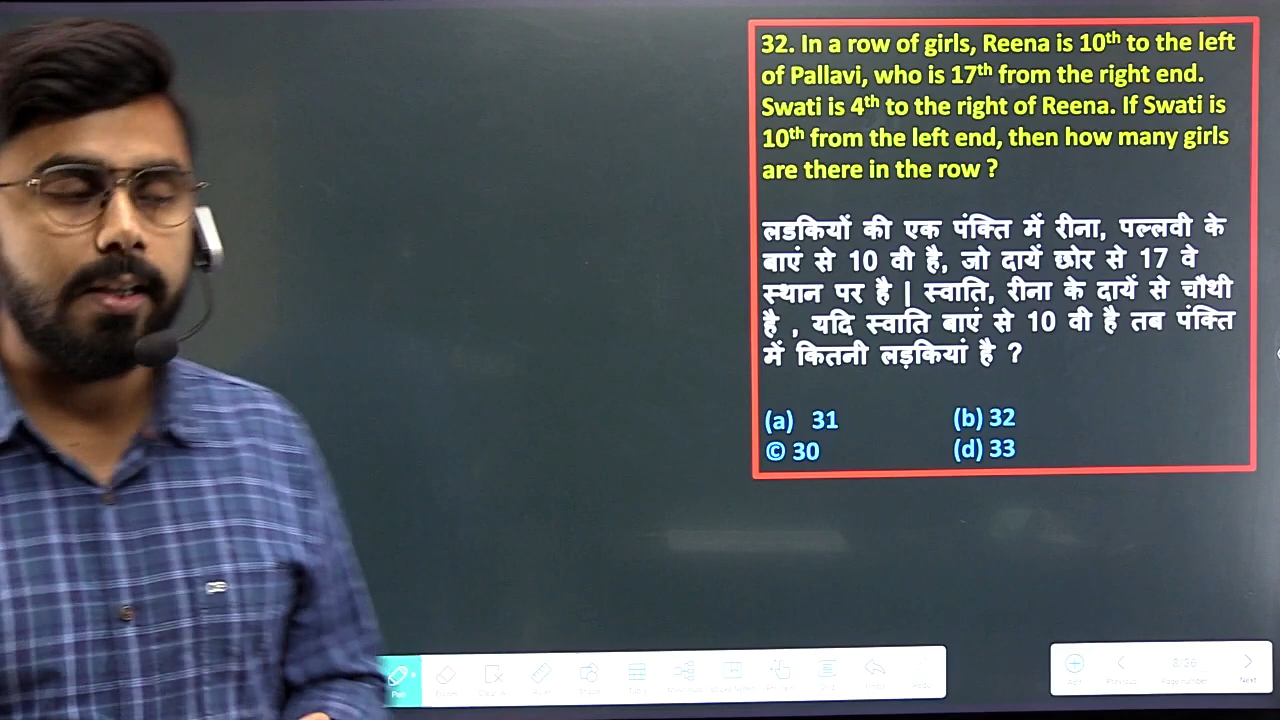 32. In a row of girls, Reena is 10th to the left
of Pallavi, who is 17th from the right end.
Swati is 4th to the right of Reena. If Swati is
10th from the left end, then how many girls
are there in the row ?
लडकियों की एक पंक्ति में रीना, पल्लवी के
बाएं से 10 वी है, जो दायें छोर से 17 वे
स्थान पर है | स्वाति, रीना के दायें से चौथी
है , यदि स्वाति बाएं से 10 वी है तब पंक्ति
में कितनी लड़कियां है ?
(a) 31 (b) 32
© 30 (d) 33
Pen
Next